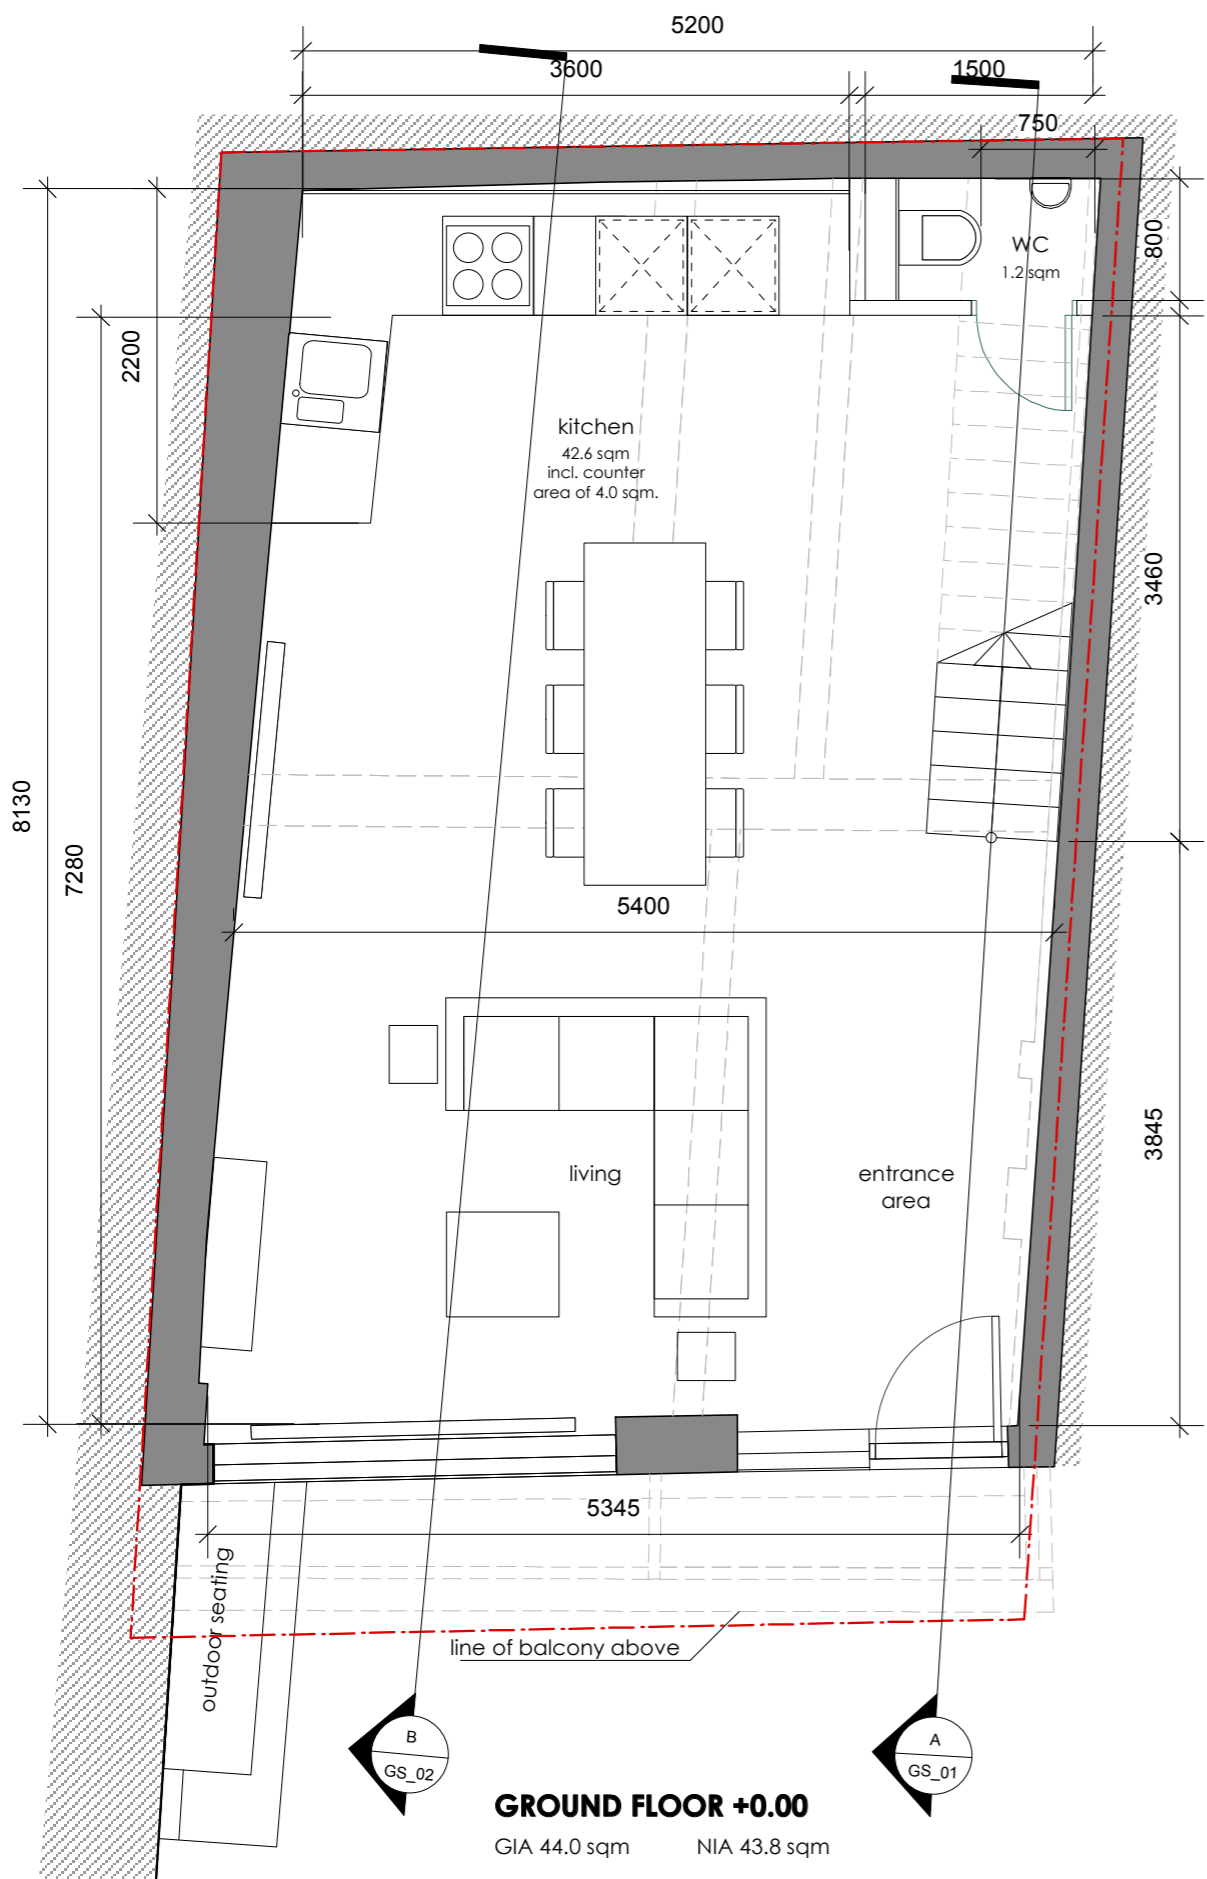 5200
3600
1500
750
WC
1.2 sqm
800
2200
kitchen
42.6 sqm
incl. counter
area of 4.0 sqm.
3460
8130
7280
5400
3845
living
entrance
area
5345
outdoor seating
line of balcony above
B
GS_02
A
GS_01
GROUND FLOOR +0.00
GIA 44.0 sqm NIA 43.8 sqm